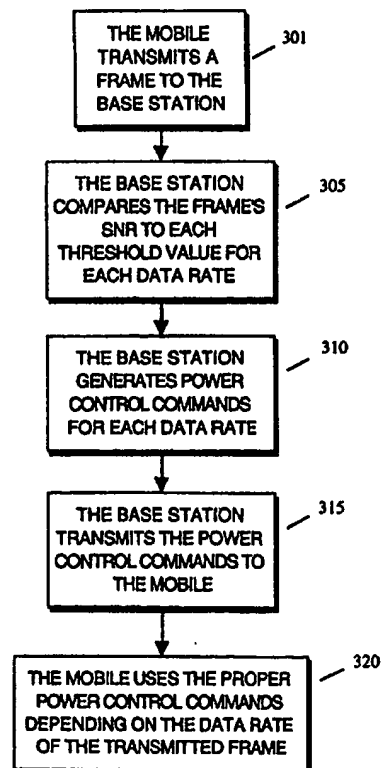 THE MOBILE
TRANSMITS A
FRAME TO THE
BASE STATION
301
THE BASE STATION
COMPARES THE FRAME'S
SNR TO EACH
THRESHOLD VALUE FOR
EACH DATA RATE
305
THE BASE STATION
GENERATES POWER
CONTROL COMMANDS
FOR EACH DATA RATE
310
THE BASE STATION
TRANSMITS THE POWER
CONTROL COMMANDS TO
THE MOBILE
315
THE MOBILE USES THE PROPER
POWER CONTROL COMMANDS
DEPENDING ON THE DATA RATE
OF THE TRANSMITTED FRAME
320